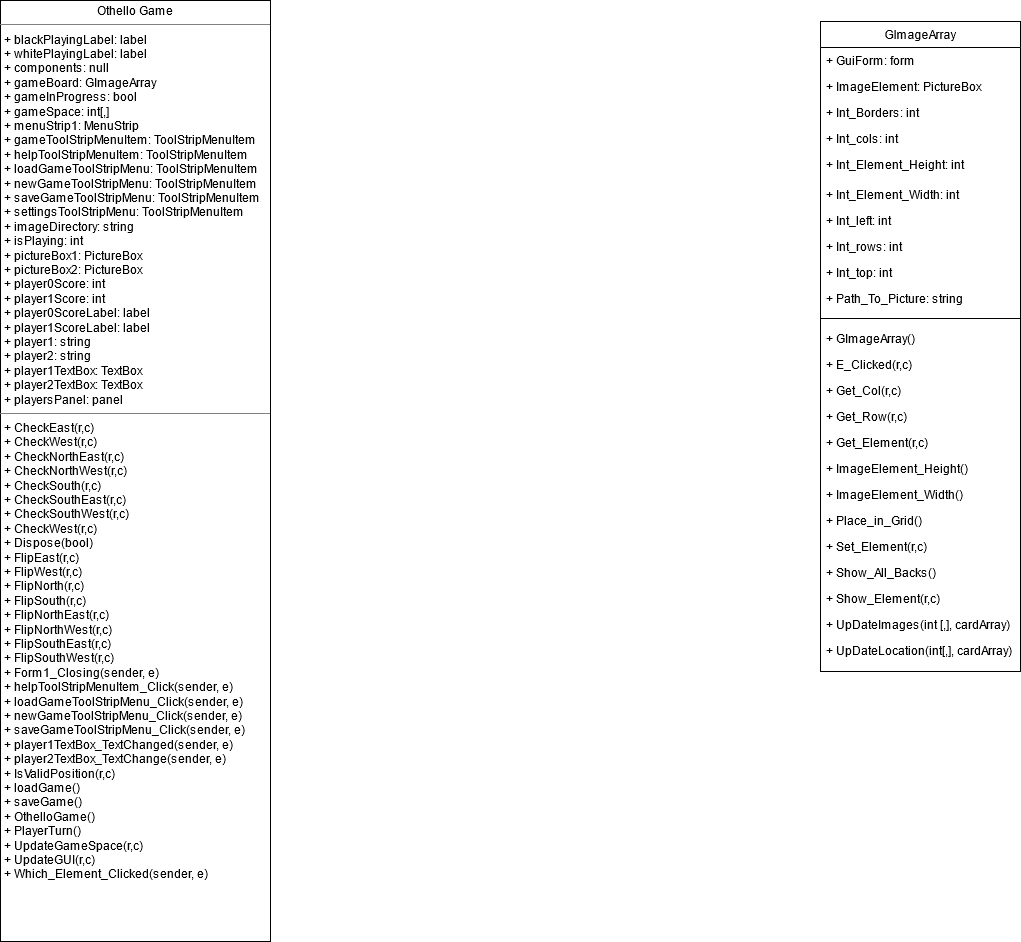 Othello Game
+ blackPlayingLabel: label
+ whitePlayingLabel: label
+ components: null
+ gameBoard: GImageArray
+ gameInProgress: bool
+ gameSpace: int[,]
+ menuStrip1: MenuStrip
+ gameToolStripMenuItem: ToolStripMenuItem
+ helpToolStripMenuItem: ToolStripMenuItem
+ loadGameToolStripMenu: ToolStripMenuItem
+ newGameToolStripMenu: ToolStripMenuItem
+ saveGameToolStripMenu: ToolStripMenuItem
+ settingsToolStripMenu: ToolStripMenuItem
+ imageDirectory: string
+ isPlaying: int
+ pictureBox1: PictureBox
+ pictureBox2: PictureBox
+ player0Score: int
+ player1Score: int
+ player0ScoreLabel: label
+ player1ScoreLabel: label
+ player1: string
+ player2: string
+ player1TextBox: TextBox
+ player2TextBox: TextBox
+ playersPanel: panel
+ CheckEast(r,c)
+ CheckWest(r,c)
+ CheckNorthEast(r,c)
+ CheckNorthWest(r,c)
+ CheckSouth(r,c)
+ CheckSouthEast(r,c)
+ CheckSouthWest(r,c)
+ CheckWest(r,c)
+ Dispose(bool)
+ FlipEast(r,c)
+ FlipWest(r,c)
+ FlipNorth(r,c)
+ FlipSouth(r,c)
+ FlipNorthEast(r,c)
+ FlipNorthWest(r,c)
+ FlipSouthEast(r,c)
+ FlipSouthWest(r,c)
+ Form1_Closing(sender, e)
+ helpToolStripMenuItem_Click(sender, e)
+ loadGameToolStripMenu_Click(sender, e)
+ newGameToolStripMenu_Click(sender, e)
+ saveGameToolStripMenu_Click(sender, e)
+ player1TextBox_TextChanged(sender, e)
+ player2TextBox_TextChange(sender, e)
+ IsValidPosition(r,c)
+ loadGame()
+ saveGame()
+ OthelloGame()
+ PlayerTurn()
+ UpdateGameSpace(r,c)
+ UpdateGUI(r,c)
+ Which_Element_Clicked(sender, e)
GImageArray
+ GuiForm: form
+ ImageElement: PictureBox
+ Int_Borders: int
+ Int_cols: int
+ Int_Element_Height: int
+ Int_Element_Width: int
+ Int_left: int
+ Int_rows: int
+ Int_top: int
+ Path_To_Picture: string
+ GImageArray()
+ E_Clicked(r,c)
+ Get_Col(r,c)
+ Get_Row(r,c)
+ Get_Element(r,c)
+ ImageElement_Height()
+ ImageElement_Width()
+ Place_in_Grid()
+ Set_Element(r,c)
+ Show_All_Backs()
+ Show_Element(r,c)
+ UpDateImages(int [,], cardArray)
+ UpDateLocation(int[,], cardArray)